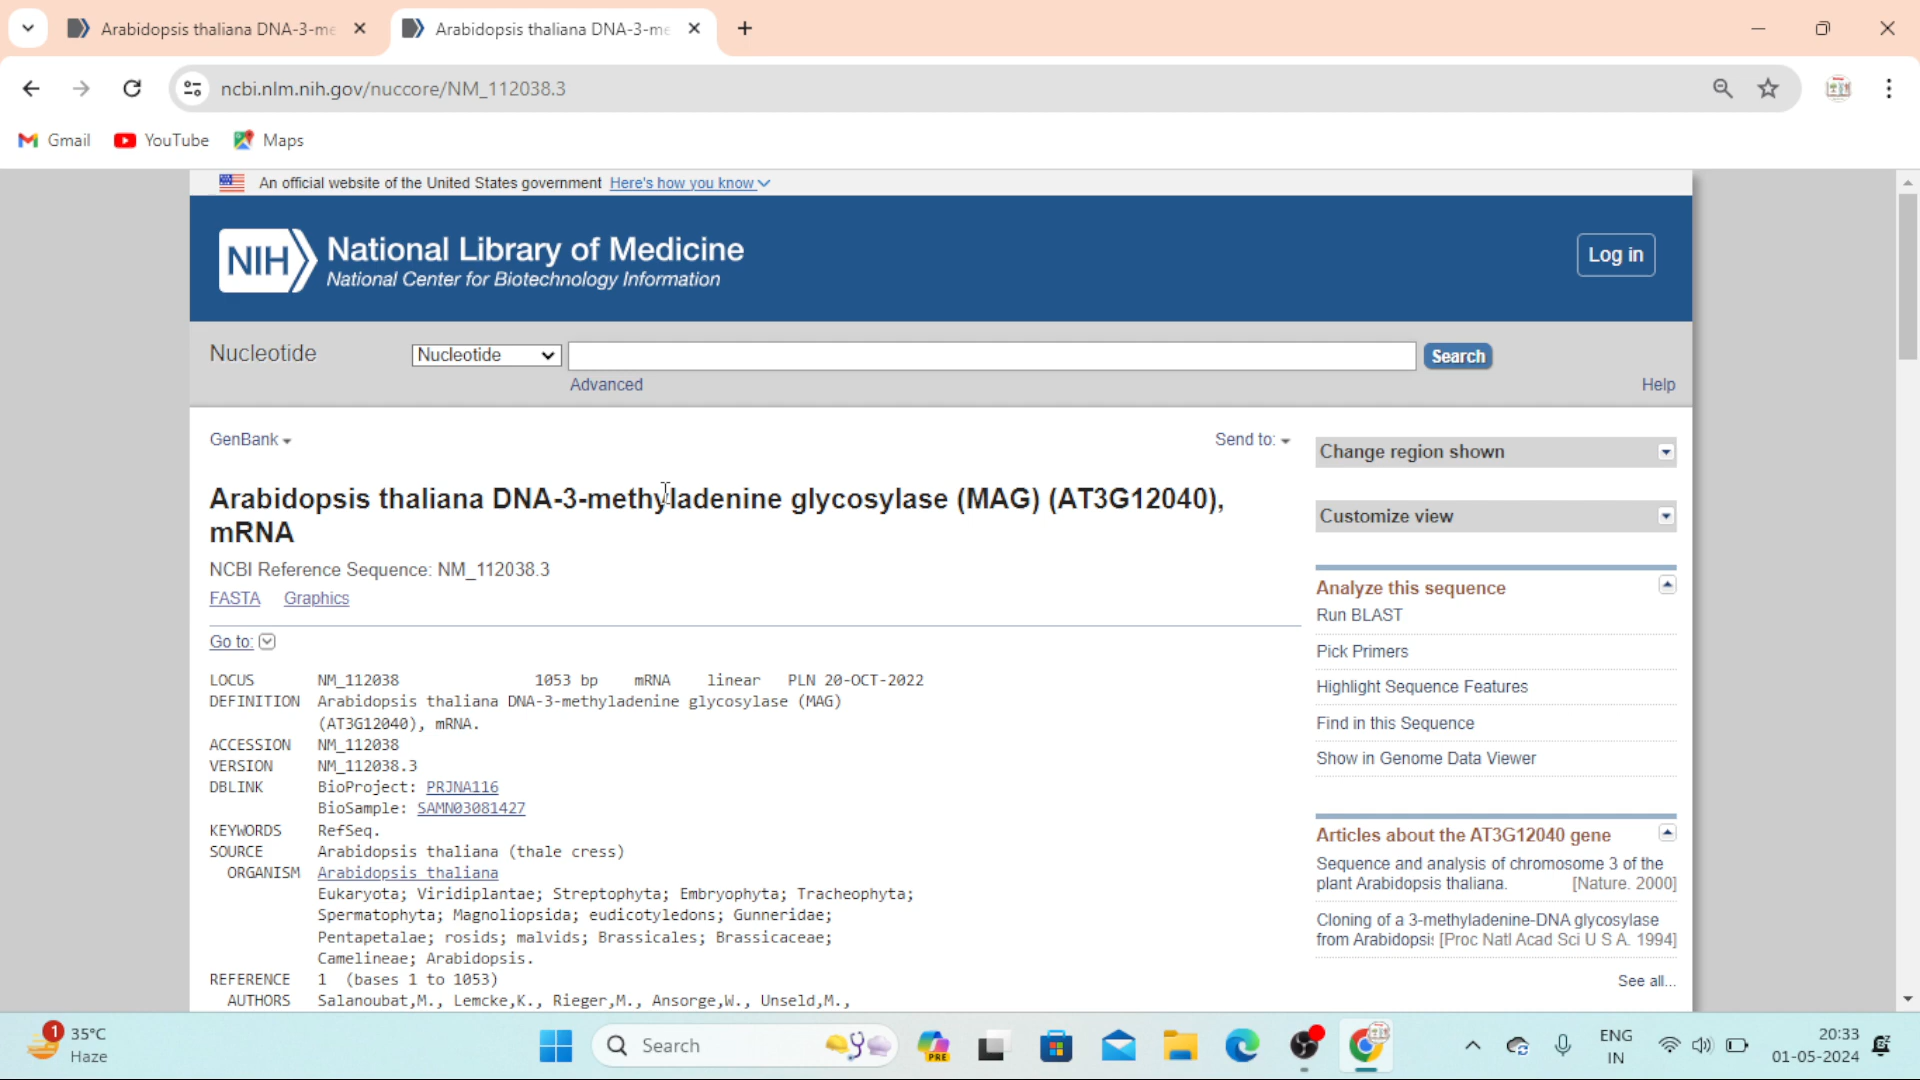 Arabidopsis thaliana DNA-3-me
Arabidopsis thaliana DNA-3-me
ncbi.nlm.nih.gov/nuccore/NM_112038.3
Gmail YouTube Maps
An official website of the United States government Here's how you know
NIH National Library of Medicine
National Center for Biotechnology Information
Log in
Nucleotide
Nucleotide
Search
Advanced
Help
GenBank
Send to:
Change region shown
Arabidopsis thaliana DNA-3-methyladenine glycosylase (MAG) (AT3G12040),
mRNA
Customize view
NCBI Reference Sequence: NM_112038.3
FASTA Graphics
Analyze this sequence
Run BLAST
Pick Primers
Highlight Sequence Features
Find in this Sequence
Show in Genome Data Viewer
Go to:
LOCUS NM_112038 1053 bp mRNA linear PLN 20-OCT-2022
DEFINITION Arabidopsis thaliana DNA-3-methyladenine glycosylase (MAG)
(AT3G12040), mRNA.
ACCESSION NM_112038
VERSION NM_112038.3
DBLINK BioProject: PRJNA116
BioSample: SAMN03081427
KEYWORDS RefSeq.
SOURCE Arabidopsis thaliana (thale cress)
ORGANISM Arabidopsis thaliana
Eukaryota; Viridiplantae; Streptophyta; Embryophyta; Tracheophyta;
Spermatophyta; Magnoliopsida; eudicotyledons; Gunneridae;
Pentapetalae; rosids; malvids; Brassicales; Brassicaceae;
Camelineae; Arabidopsis.
REFERENCE 1 (bases 1 to 1053)
AUTHORS Salanoubat,M., Lemcke,K., Rieger,M., Ansorge,W., Unseld,M.,
Articles about the AT3G12040 gene
Sequence and analysis of chromosome 3 of the
plant Arabidopsis thaliana. [Nature. 2000]
Cloning of a 3-methyladenine-DNA glycosylase
from Arabidopsi: [Proc Natl Acad Sci U S A. 1994]
See all...
1
35°C
Haze
Search
PRE
ENG
IN
20:33
01-05-2024